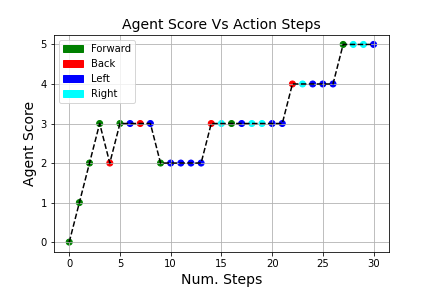 Agent Score Vs Action Steps
5
4
3
2
1
0
Agent Score
Forward
Back
Left
Right
0 5 10 15 20 25 30
Num. Steps